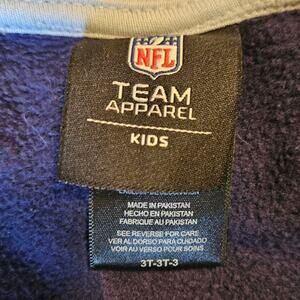 NFL
TEAM
APPAREL
KIDS
MADE IN PAKISTAN
HECHO EN PAKISTAN
FABRIQUE AU PAKISTAN
SEE REVERSE FOR CARE
VER AL DORSO PARA CUIDADO
VOIR AU VERSO POUR SOINS
3T-3T-3